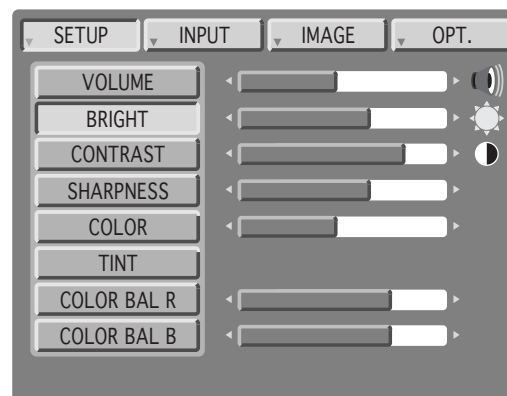 SETUP INPUT IMAGE OPT.
VOLUME
BRIGHT
CONTRAST
SHARPNESS
COLOR
TINT
COLOR BAL R
COLOR BAL B